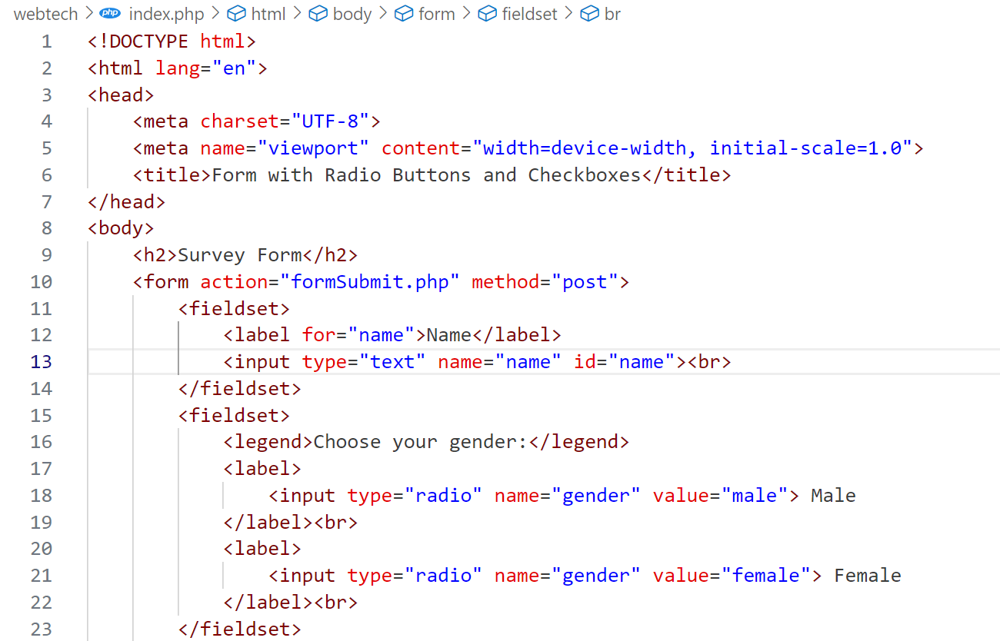 webtech > php index.php > html > body > form > fieldset > br
1 <!DOCTYPE html>
2 <html lang="en">
3 <head>
4     <meta charset="UTF-8">
5     <meta name="viewport" content="width=device-width, initial-scale=1.0">
6     <title>Form with Radio Buttons and Checkboxes</title>
7 </head>
8 <body>
9     <h2>Survey Form</h2>
10     <form action="formSubmit.php" method="post">
11         <fieldset>
12             <label for="name">Name</label>
13             <input type="text" name="name" id="name"><br>
14         </fieldset>
15         <fieldset>
16             <legend>Choose your gender:</legend>
17             <label>
18                 <input type="radio" name="gender" value="male"> Male
19             </label><br>
20             <label>
21                 <input type="radio" name="gender" value="female"> Female
22             </label><br>
23         </fieldset>